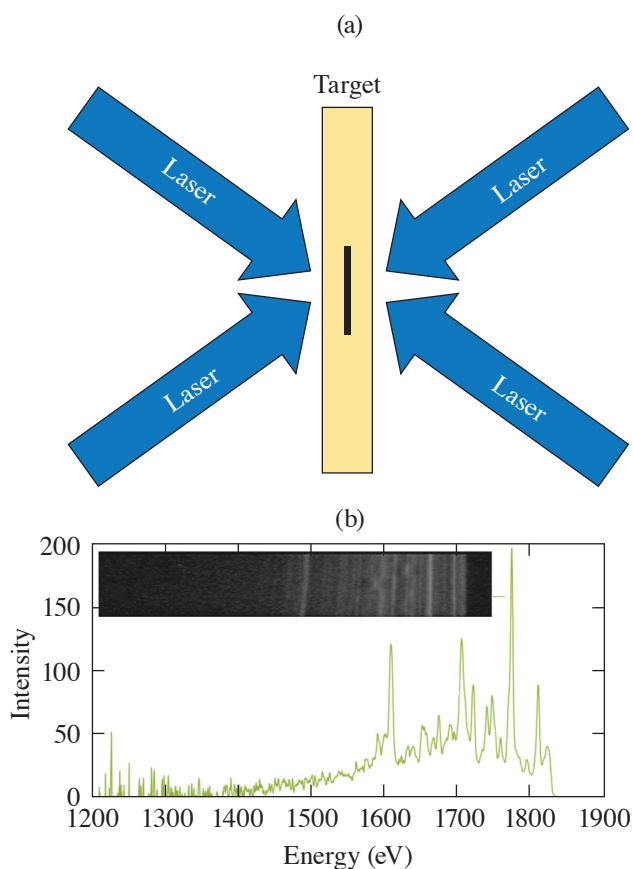 (a)
Target
Laser
Laser
Laser
Laser
(b)
200
150
100
50
0
Intensity
1200 1300 1400 1500 1600 1700 1800 1900
Energy (eV)